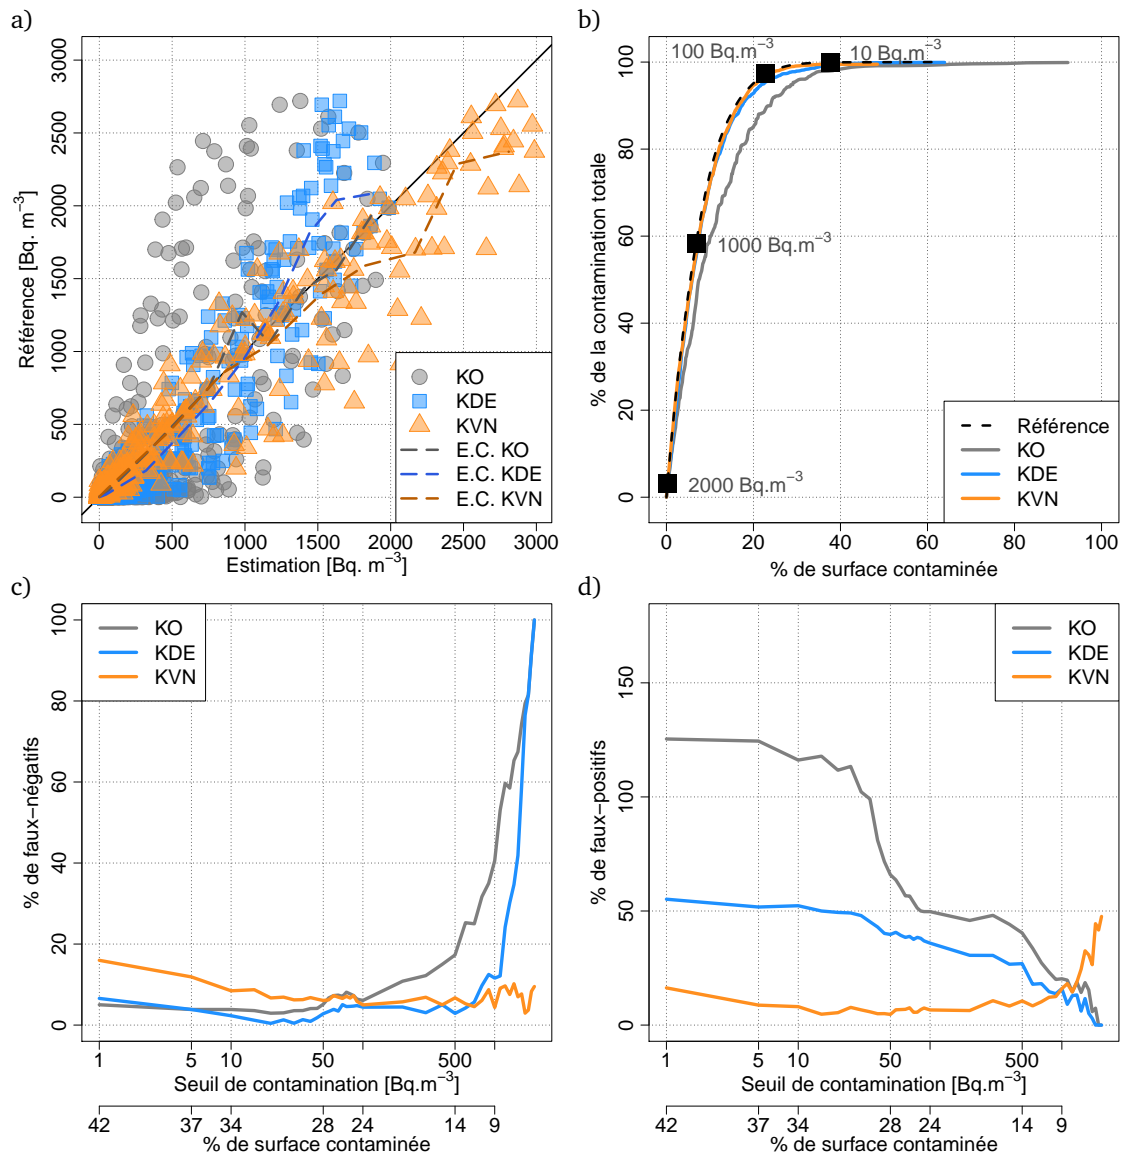 a)
3000
2500
2000
1500
1000
500
0
Référence [Bq. m⁻³]
0 500 1000 1500 2000 2500 3000
Estimation [Bq. m⁻³]
KO
KDE
KVN
E.C. KO
E.C. KDE
E.C. KVN
b)
100
80
60
40
20
0
% de la contamination totale
100 Bq.m⁻³
10 Bq.m⁻³
1000 Bq.m⁻³
2000 Bq.m⁻³
Référence
KO
KDE
KVN
0 20 40 60 80 100
% de surface contaminée
c)
100
80
60
40
20
0
% de faux−négatifs
KO
KDE
KVN
1 5 10 50 500
Seuil de contamination [Bq.m⁻³]
42 37 34 28 24 14 9
% de surface contaminée
d)
150
100
50
0
% de faux−positifs
KO
KDE
KVN
1 5 10 50 500
Seuil de contamination [Bq.m⁻³]
42 37 34 28 24 14 9
% de surface contaminée